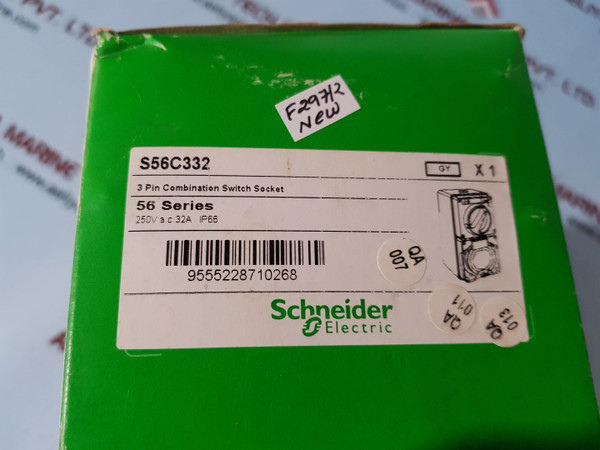 F29712
New
S56C332
GY
X 1
3 Pin Combination Switch Socket
56 Series
250V a c 32A IP66
9555228710268
QA
007
QA
011
QA
013
Schneider
Electric